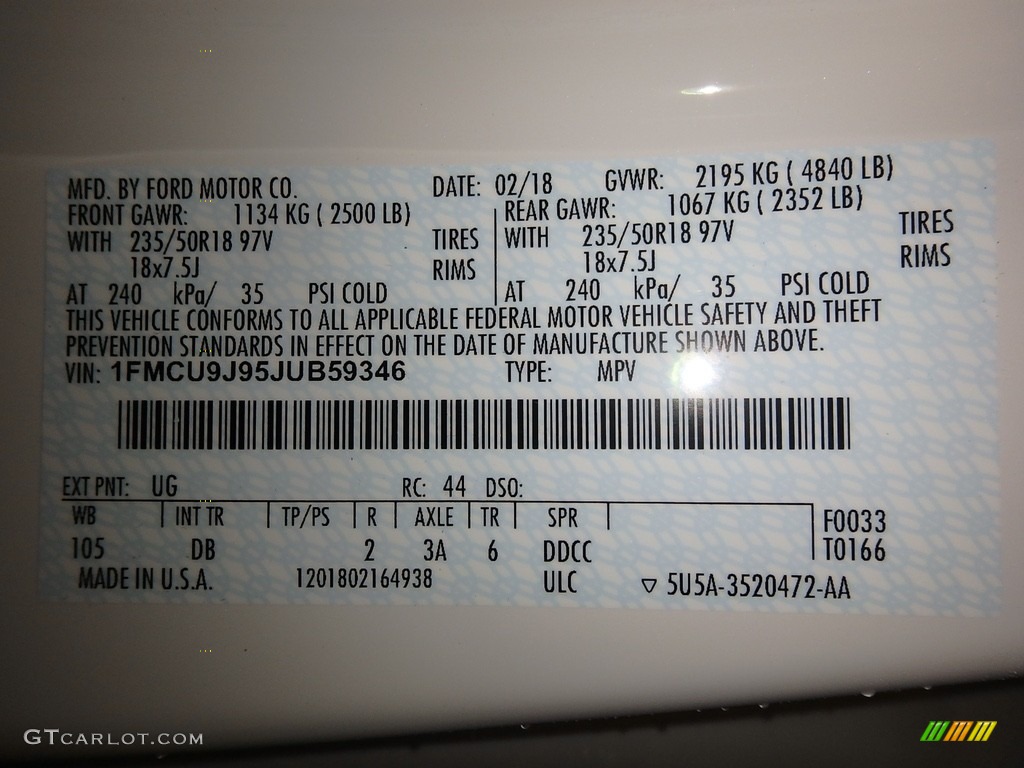 MFD. BY FORD MOTOR CO. DATE: 02/18 GVWR: 2195 KG ( 4840 LB)
FRONT GAWR: 1134 KG ( 2500 LB) REAR GAWR: 1067 KG ( 2352 LB)
WITH 235/50R18 97V TIRES WITH 235/50R18 97V TIRES
18x7.5J RIMS 18x7.5J RIMS
AT 240 kPa/ 35 PSI COLD AT 240 kPa/ 35 PSI COLD
THIS VEHICLE CONFORMS TO ALL APPLICABLE FEDERAL MOTOR VEHICLE SAFETY AND THEFT
PREVENTION STANDARDS IN EFFECT ON THE DATE OF MANUFACTURE SHOWN ABOVE.
VIN: 1FMCU9J95JUB59346 TYPE: MPV
EXT PNT: UG RC: 44 DSO:
WB INT TR TP/PS R AXLE TR SPR F0033
105 DB 2 3A 6 DDCC T0166
MADE IN U.S.A. 1201802164938 ULC ▽ 5U5A-3520472-AA
GTCARLOT.COM